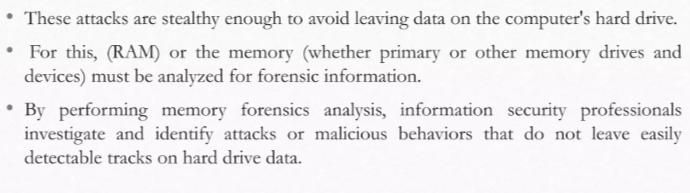 • These attacks are stealthy enough to avoid leaving data on the computer's hard drive.
• For this, (RAM) or the memory (whether primary or other memory drives and
devices) must be analyzed for forensic information.
• By performing memory forensics analysis, information security professionals
investigate and identify attacks or malicious behaviors that do not leave easily
detectable tracks on hard drive data.